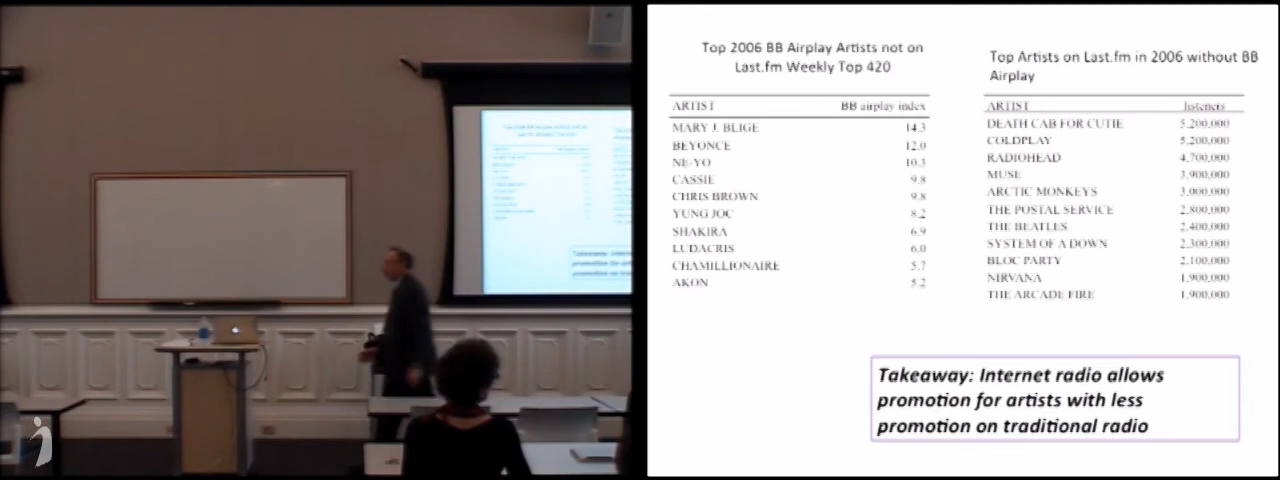 Top 2006 BB Airplay Artists not on
Last.fm Weekly Top 420
ARTIST BB airplay index
MARY J. BLIGE 14.3
BEYONCE 12.0
NE-YO 10.3
CASSIE 9.8
CHRIS BROWN 9.8
YUNG JOC 8.2
SHAKIRA 6.9
LUDACRIS 6.0
CHAMILLIONAIRE 5.7
AKON 5.2
Top Artists on Last.fm in 2006 without BB
Airplay
ARTIST listeners
DEATH CAB FOR CUTIE 5,200,000
COLDPLAY 5,200,000
RADIOHEAD 4,700,000
MUSE 3,900,000
ARCTIC MONKEYS 3,000,000
THE POSTAL SERVICE 2,800,000
THE BEATLES 2,400,000
SYSTEM OF A DOWN 2,300,000
BLOC PARTY 2,100,000
NIRVANA 1,900,000
THE ARCADE FIRE 1,900,000
Takeaway: Internet radio allows
promotion for artists with less
promotion on traditional radio